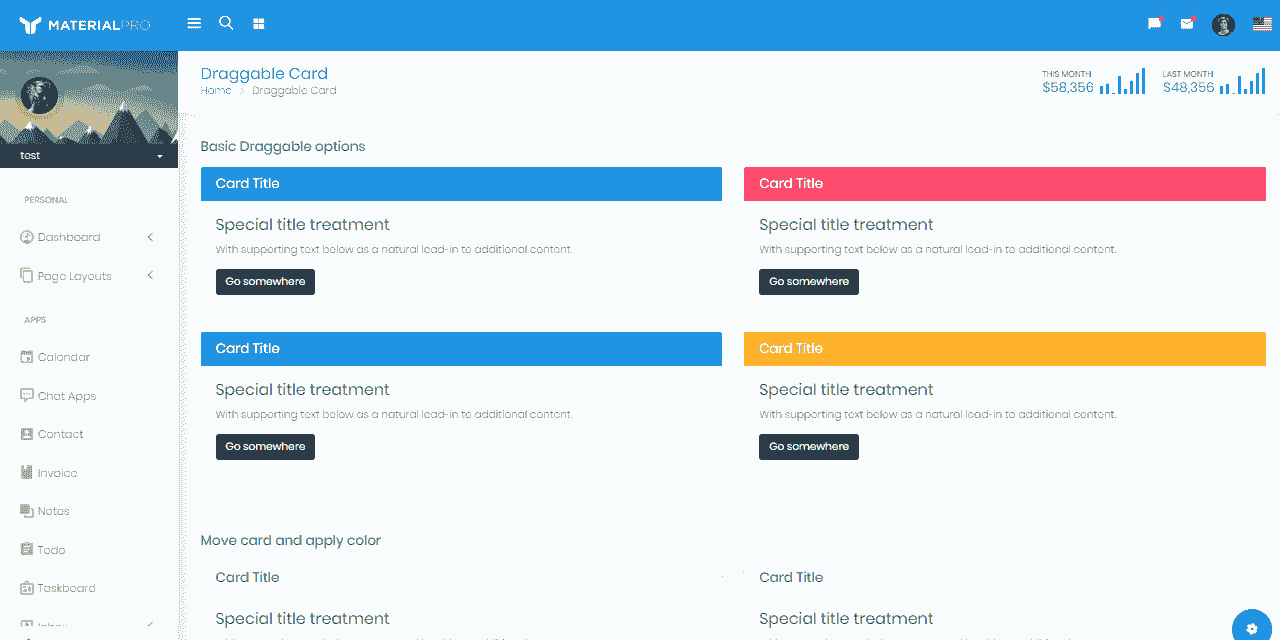 MATERIALPRO
test
PERSONAL
Dashboard
Page Layouts
APPS
Calendar
Chat Apps
Contact
Invoice
Notes
Todo
Taskboard
Inbox
Draggable Card
Home > Draggable Card
THIS MONTH
$58,356
LAST MONTH
$48,356
Basic Draggable options
Card Title
Special title treatment
With supporting text below as a natural lead-in to additional content.
Go somewhere
Card Title
Special title treatment
With supporting text below as a natural lead-in to additional content.
Go somewhere
Card Title
Special title treatment
With supporting text below as a natural lead-in to additional content.
Go somewhere
Card Title
Special title treatment
With supporting text below as a natural lead-in to additional content.
Go somewhere
Move card and apply color
Card Title
Special title treatment
Card Title
Special title treatment